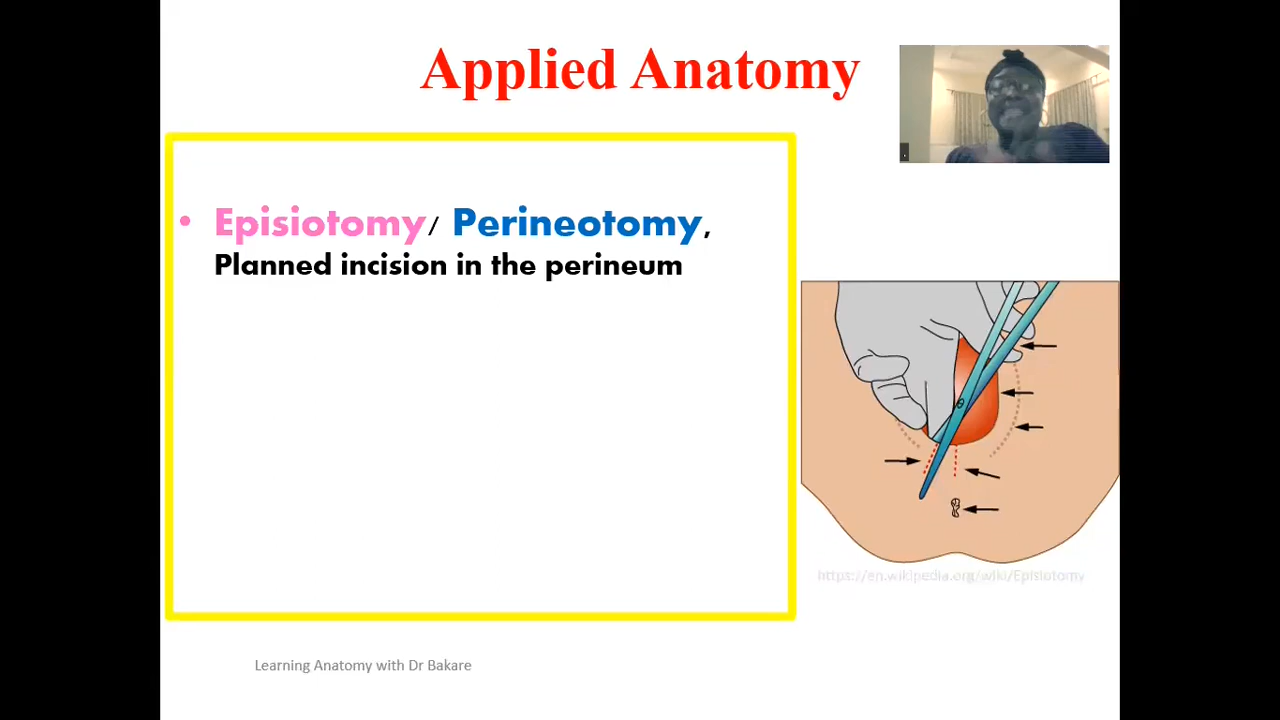 Applied Anatomy
• Episiotomy/ Perineotomy,
Planned incision in the perineum
https://en.wikipedia.org/wiki/Episiotomy
Learning Anatomy with Dr Bakare